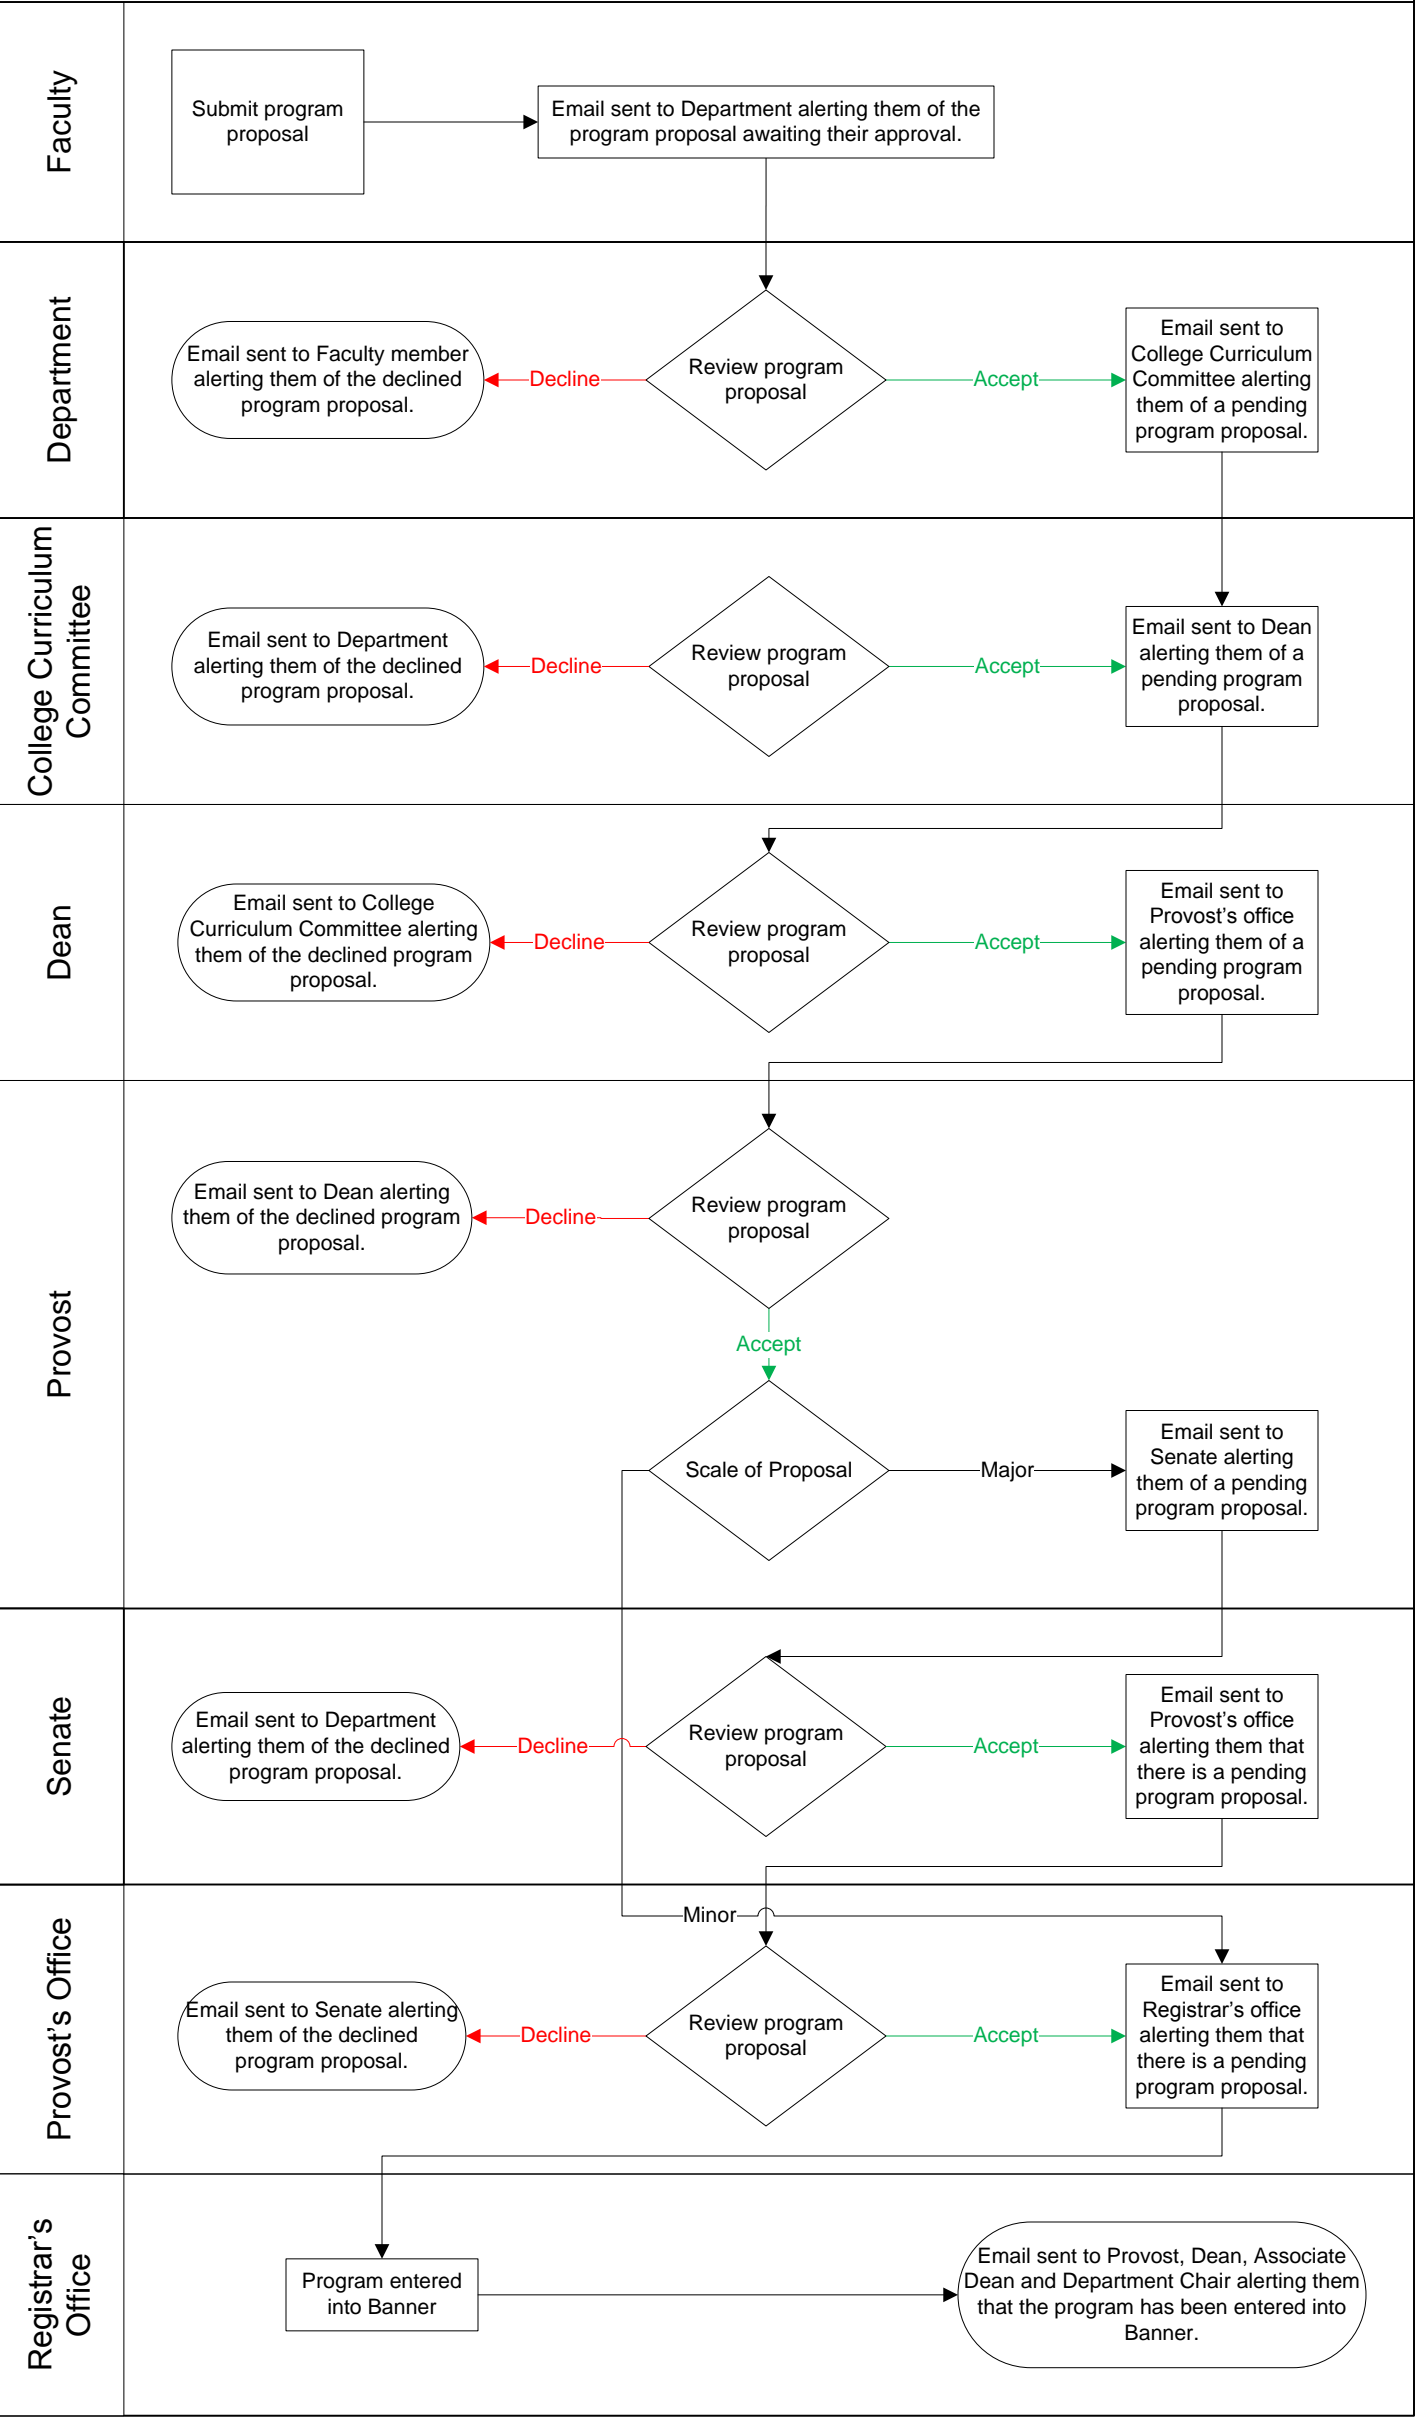 Faculty
Submit program
proposal
Email sent to Department alerting them of the
program proposal awaiting their approval.
Department
Email sent to Faculty member
alerting them of the declined
program proposal.
Decline
Review program
proposal
Accept
Email sent to
College Curriculum
Committee alerting
them of a pending
program proposal.
College Curriculum
Committee
Email sent to Department
alerting them of the declined
program proposal.
Decline
Review program
proposal
Accept
Email sent to Dean
alerting them of a
pending program
proposal.
Dean
Email sent to College
Curriculum Committee alerting
them of the declined program
proposal.
Decline
Review program
proposal
Accept
Email sent to
Provost’s office
alerting them of a
pending program
proposal.
Provost
Email sent to Dean alerting
them of the declined program
proposal.
Decline
Review program
proposal
Accept
Scale of Proposal
Major
Email sent to
Senate alerting
them of a pending
program proposal.
Senate
Email sent to Department
alerting them of the declined
program proposal.
Decline
Review program
proposal
Accept
Email sent to
Provost’s office
alerting them that
there is a pending
program proposal.
Provost’s Office
Minor
Email sent to Senate alerting
them of the declined
program proposal.
Decline
Review program
proposal
Accept
Email sent to
Registrar’s office
alerting them that
there is a pending
program proposal.
Registrar’s
Office
Program entered
into Banner
Email sent to Provost, Dean, Associate
Dean and Department Chair alerting them
that the program has been entered into
Banner.